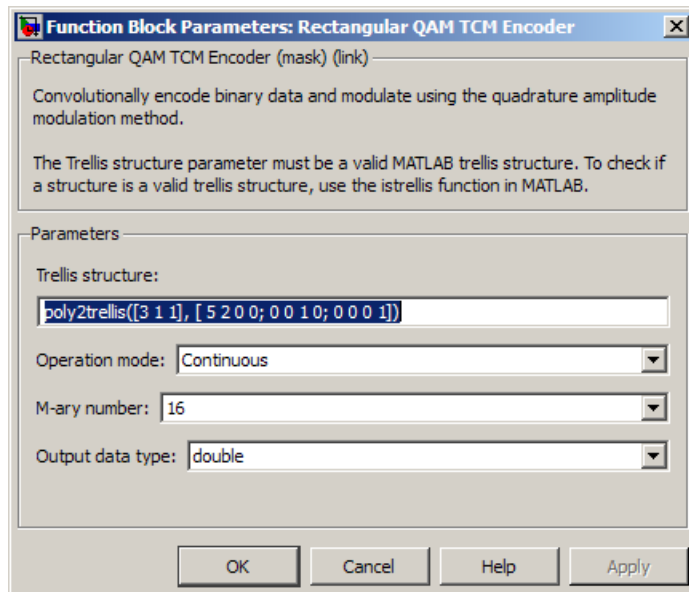 Function Block Parameters: Rectangular QAM TCM Encoder
Rectangular QAM TCM Encoder (mask) (link)
Convolutionally encode binary data and modulate using the quadrature amplitude
modulation method.
The Trellis structure parameter must be a valid MATLAB trellis structure. To check if
a structure is a valid trellis structure, use the istrellis function in MATLAB.
Parameters
Trellis structure:
poly2trellis([3 1 1], [ 5 2 0 0; 0 0 1 0; 0 0 0 1])
Operation mode: Continuous
M-ary number: 16
Output data type: double
OK Cancel Help Apply